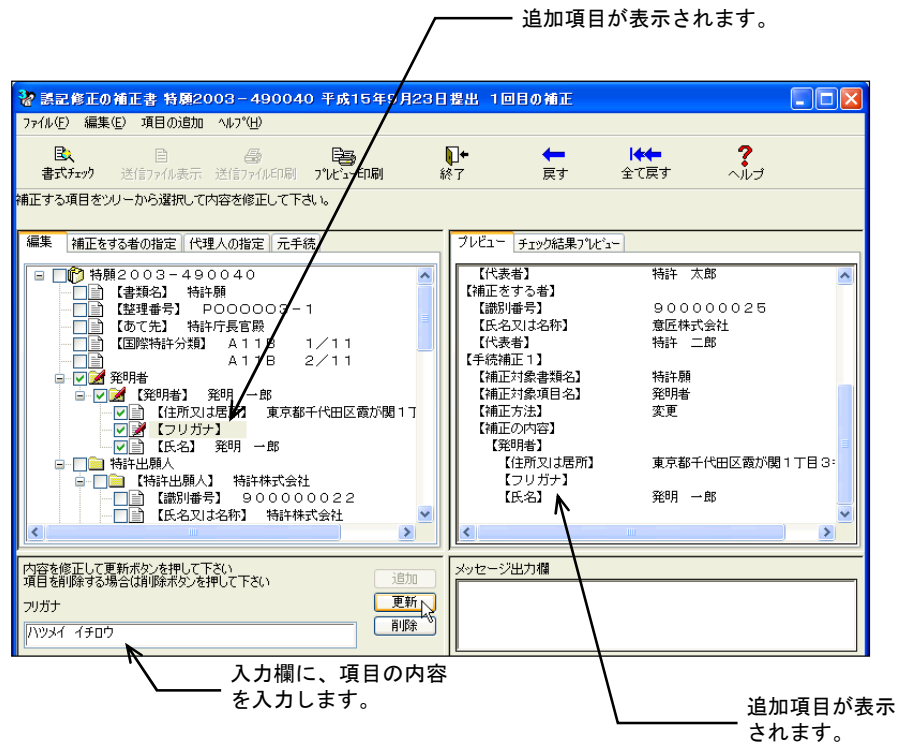 追加項目が表示されます。
誤記修正の補正書 特願2003－490040 平成15年9月23日提出 1回目の補正
ファイル(F) 編集(E) 項目の追加 ヘルプ(H)
書式チェック 送信ファイル表示 送信ファイル印刷 プレビュー印刷 終了 戻す 全て戻す ヘルプ
補正する項目をツリーから選択して内容を修正して下さい。
編集 補正をする者の指定 代理人の指定 元手続
特願２００３－４９００４０
【書類名】 特許願
【整理番号】 Ｐ０００００３－１
【あて先】 特許庁長官殿
【国際特許分類】 Ａ１１Ｂ １／１１
Ａ１１Ｂ ２／１１
発明者
【発明者】 発明 一郎
【住所又は居所】 東京都千代田区霞が関１丁
【フリガナ】
【氏名】 発明 一郎
特許出願人
【特許出願人】 特許株式会社
【識別番号】 ９０００００００２２
【氏名又は名称】 特許株式会社
プレビュー チェック結果プレビュー
【代表者】 特許 太郎
【補正をする者】
【識別番号】 ９００００００２５
【氏名又は名称】 意匠株式会社
【代表者】 特許 二郎
【手続補正１】
【補正対象書類名】 特許願
【補正対象項目名】 発明者
【補正方法】 変更
【補正の内容】
【発明者】
【住所又は居所】 東京都千代田区霞が関１丁目３
【フリガナ】
【氏名】 発明 一郎
内容を修正して更新ボタンを押して下さい
項目を削除する場合は削除ボタンを押して下さい
追加
フリガナ
更新
ハツメイ イチロウ
削除
メッセージ出力欄
入力欄に、項目の内容
を入力します。
追加項目が表示
されます。